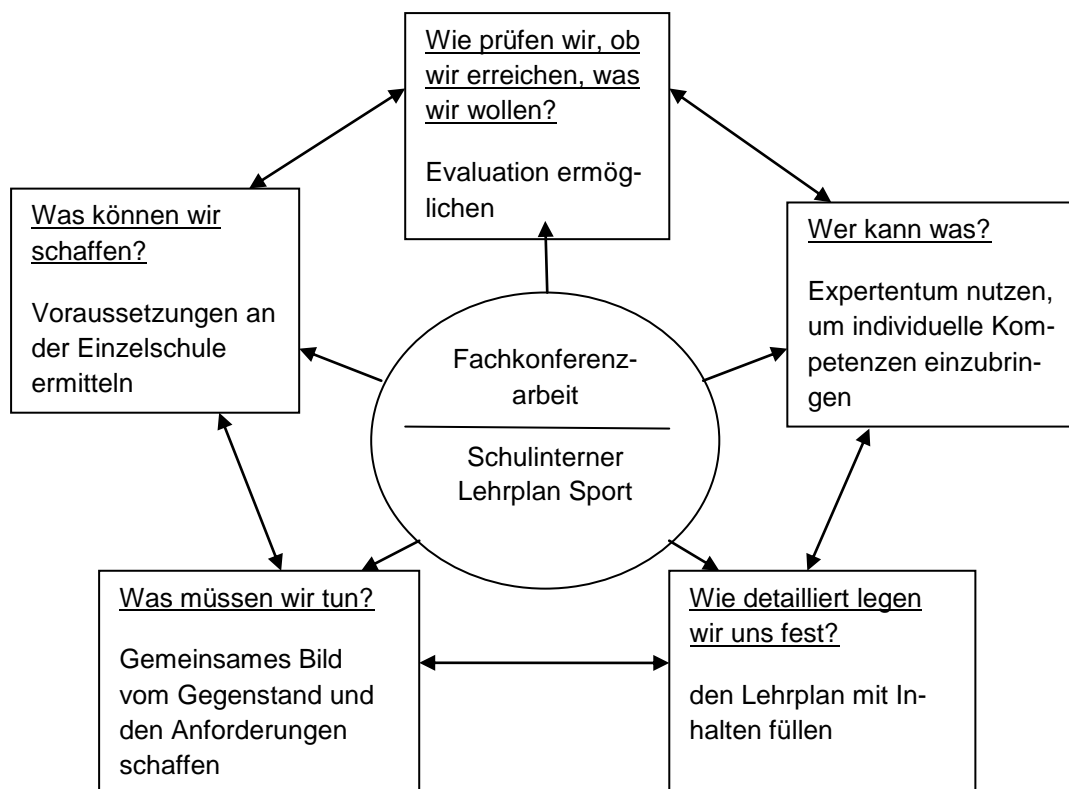 Wie prüfen wir, ob
wir erreichen, was
wir wollen?
Evaluation ermög-
lichen
Was können wir
schaffen?
Voraussetzungen an
der Einzelschule
ermitteln
Wer kann was?
Expertentum nutzen,
um individuelle Kom-
petenzen einzubrin-
gen
Fachkonferenz-
arbeit
Schulinterner
Lehrplan Sport
Was müssen wir tun?
Gemeinsames Bild
vom Gegenstand und
den Anforderungen
schaffen
Wie detailliert legen
wir uns fest?
den Lehrplan mit In-
halten füllen